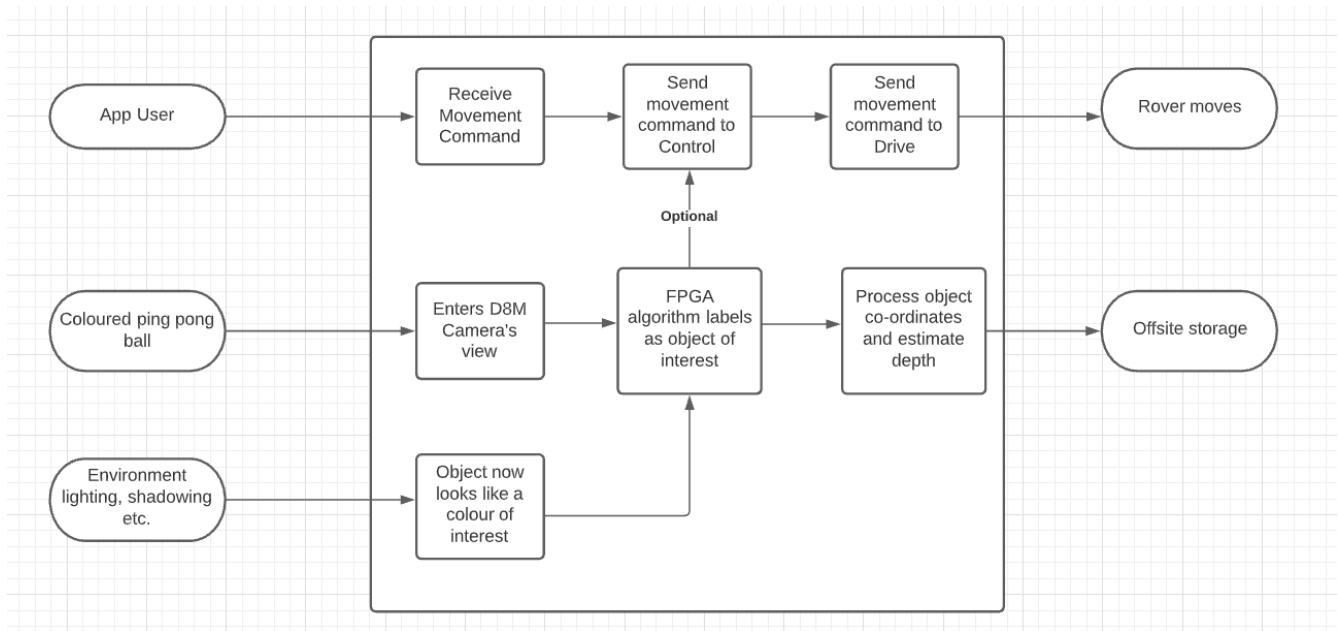 App User
Receive
Movement
Command
Send
movement
command to
Control
Send
movement
command to
Drive
Rover moves
Optional
Coloured ping pong
ball
Enters D8M
Camera's
view
FPGA
algorithm labels
as object of
interest
Process object
co-ordinates
and estimate
depth
Offsite storage
Environment
lighting, shadowing
etc.
Object now
looks like a
colour of
interest